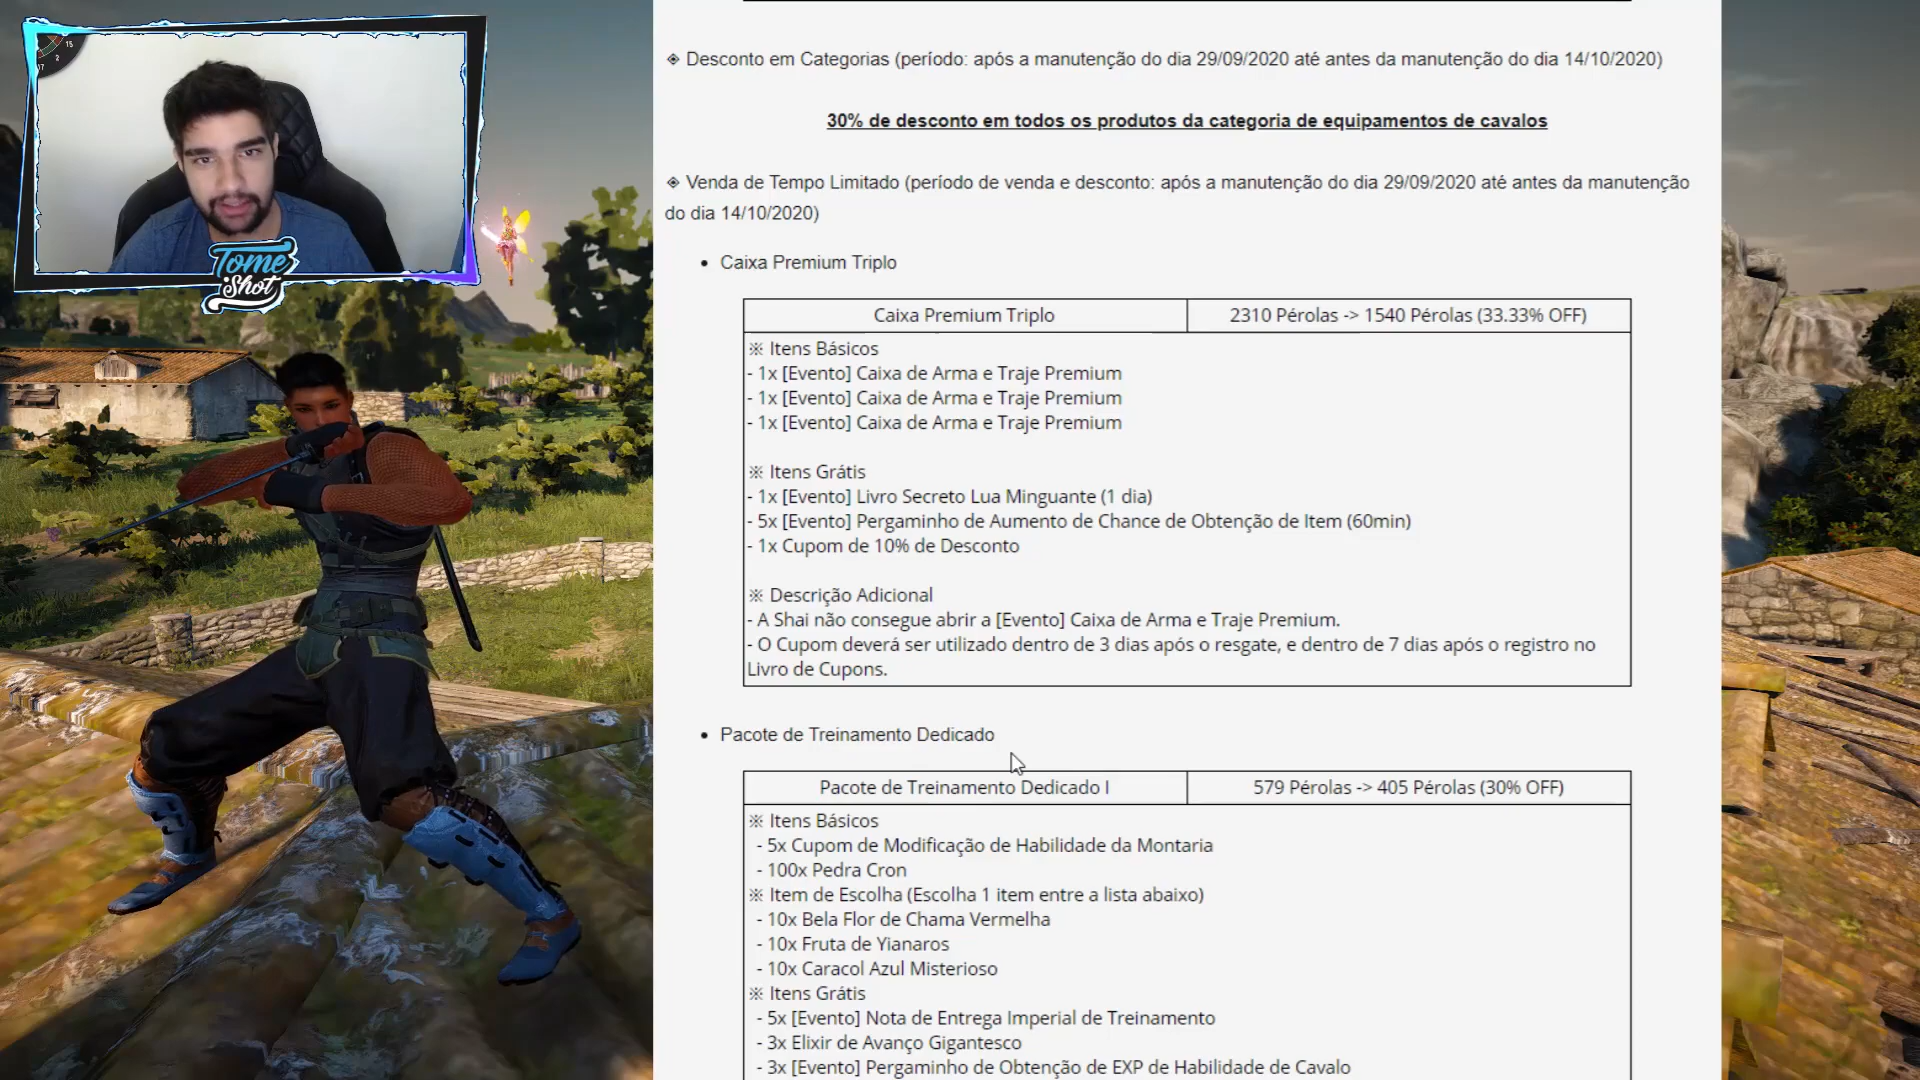 15
2
17
Tome
Shot
◈ Desconto em Categorias (período: após a manutenção do dia 29/09/2020 até antes da manutenção do dia 14/10/2020)
30% de desconto em todos os produtos da categoria de equipamentos de cavalos
◈ Venda de Tempo Limitado (período de venda e desconto: após a manutenção do dia 29/09/2020 até antes da manutenção
do dia 14/10/2020)
• Caixa Premium Triplo
Caixa Premium Triplo
2310 Pérolas -> 1540 Pérolas (33.33% OFF)
※ Itens Básicos
- 1x [Evento] Caixa de Arma e Traje Premium
- 1x [Evento] Caixa de Arma e Traje Premium
- 1x [Evento] Caixa de Arma e Traje Premium
※ Itens Grátis
- 1x [Evento] Livro Secreto Lua Minguante (1 dia)
- 5x [Evento] Pergaminho de Aumento de Chance de Obtenção de Item (60min)
- 1x Cupom de 10% de Desconto
※ Descrição Adicional
- A Shai não consegue abrir a [Evento] Caixa de Arma e Traje Premium.
- O Cupom deverá ser utilizado dentro de 3 dias após o resgate, e dentro de 7 dias após o registro no
Livro de Cupons.
• Pacote de Treinamento Dedicado
Pacote de Treinamento Dedicado I
579 Pérolas -> 405 Pérolas (30% OFF)
※ Itens Básicos
- 5x Cupom de Modificação de Habilidade da Montaria
- 100x Pedra Cron
※ Item de Escolha (Escolha 1 item entre a lista abaixo)
- 10x Bela Flor de Chama Vermelha
- 10x Fruta de Yianaros
- 10x Caracol Azul Misterioso
※ Itens Grátis
- 5x [Evento] Nota de Entrega Imperial de Treinamento
- 3x Elixir de Avanço Gigantesco
- 3x [Evento] Pergaminho de Obtenção de EXP de Habilidade de Cavalo